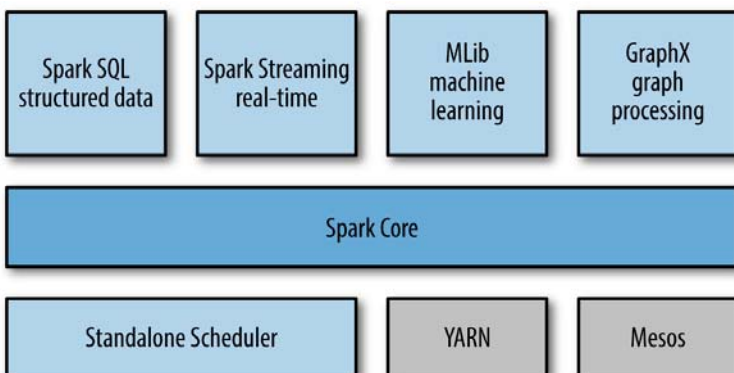 Spark SQL
structured data
Spark Streaming
real-time
MLib
machine
learning
GraphX
graph
processing
Spark Core
Standalone Scheduler
YARN
Mesos